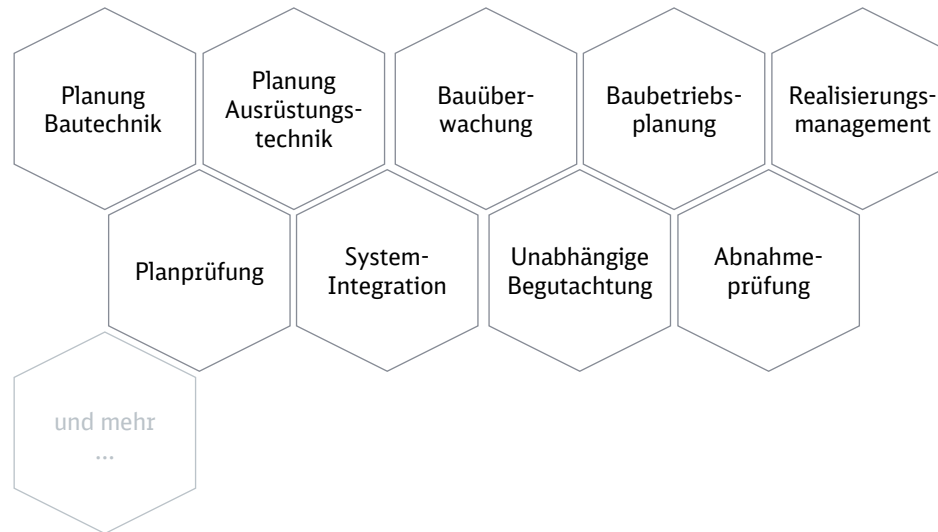 Planung
Bautechnik
Planung
Ausrüstungs-
technik
Bauüber-
wachung
Baubetriebs-
planung
Realisierungs-
management
Planprüfung
System-
Integration
Unabhängige
Begutachtung
Abnahme-
prüfung
und mehr
...